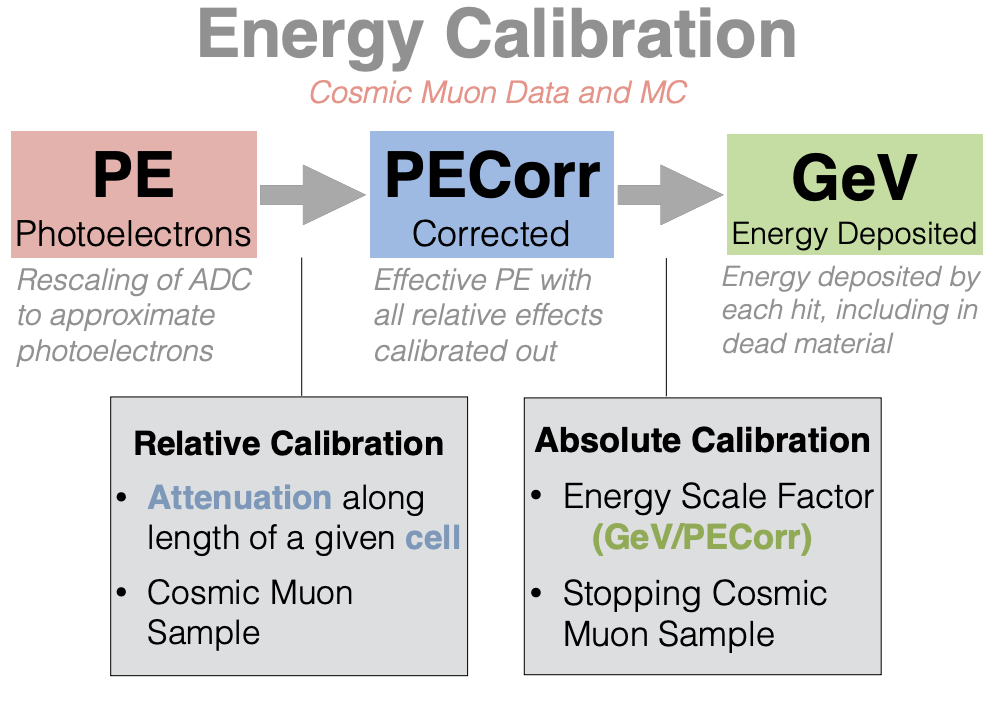 Energy Calibration
Cosmic Muon Data and MC
PE
Photoelectrons
Rescaling of ADC
to approximate
photoelectrons
PECorr
Corrected
Effective PE with
all relative effects
calibrated out
GeV
Energy Deposited
Energy deposited by
each hit, including in
dead material
Relative Calibration
• Attenuation along
length of a given cell
• Cosmic Muon
Sample
Absolute Calibration
• Energy Scale Factor
(GeV/PECorr)
• Stopping Cosmic
Muon Sample